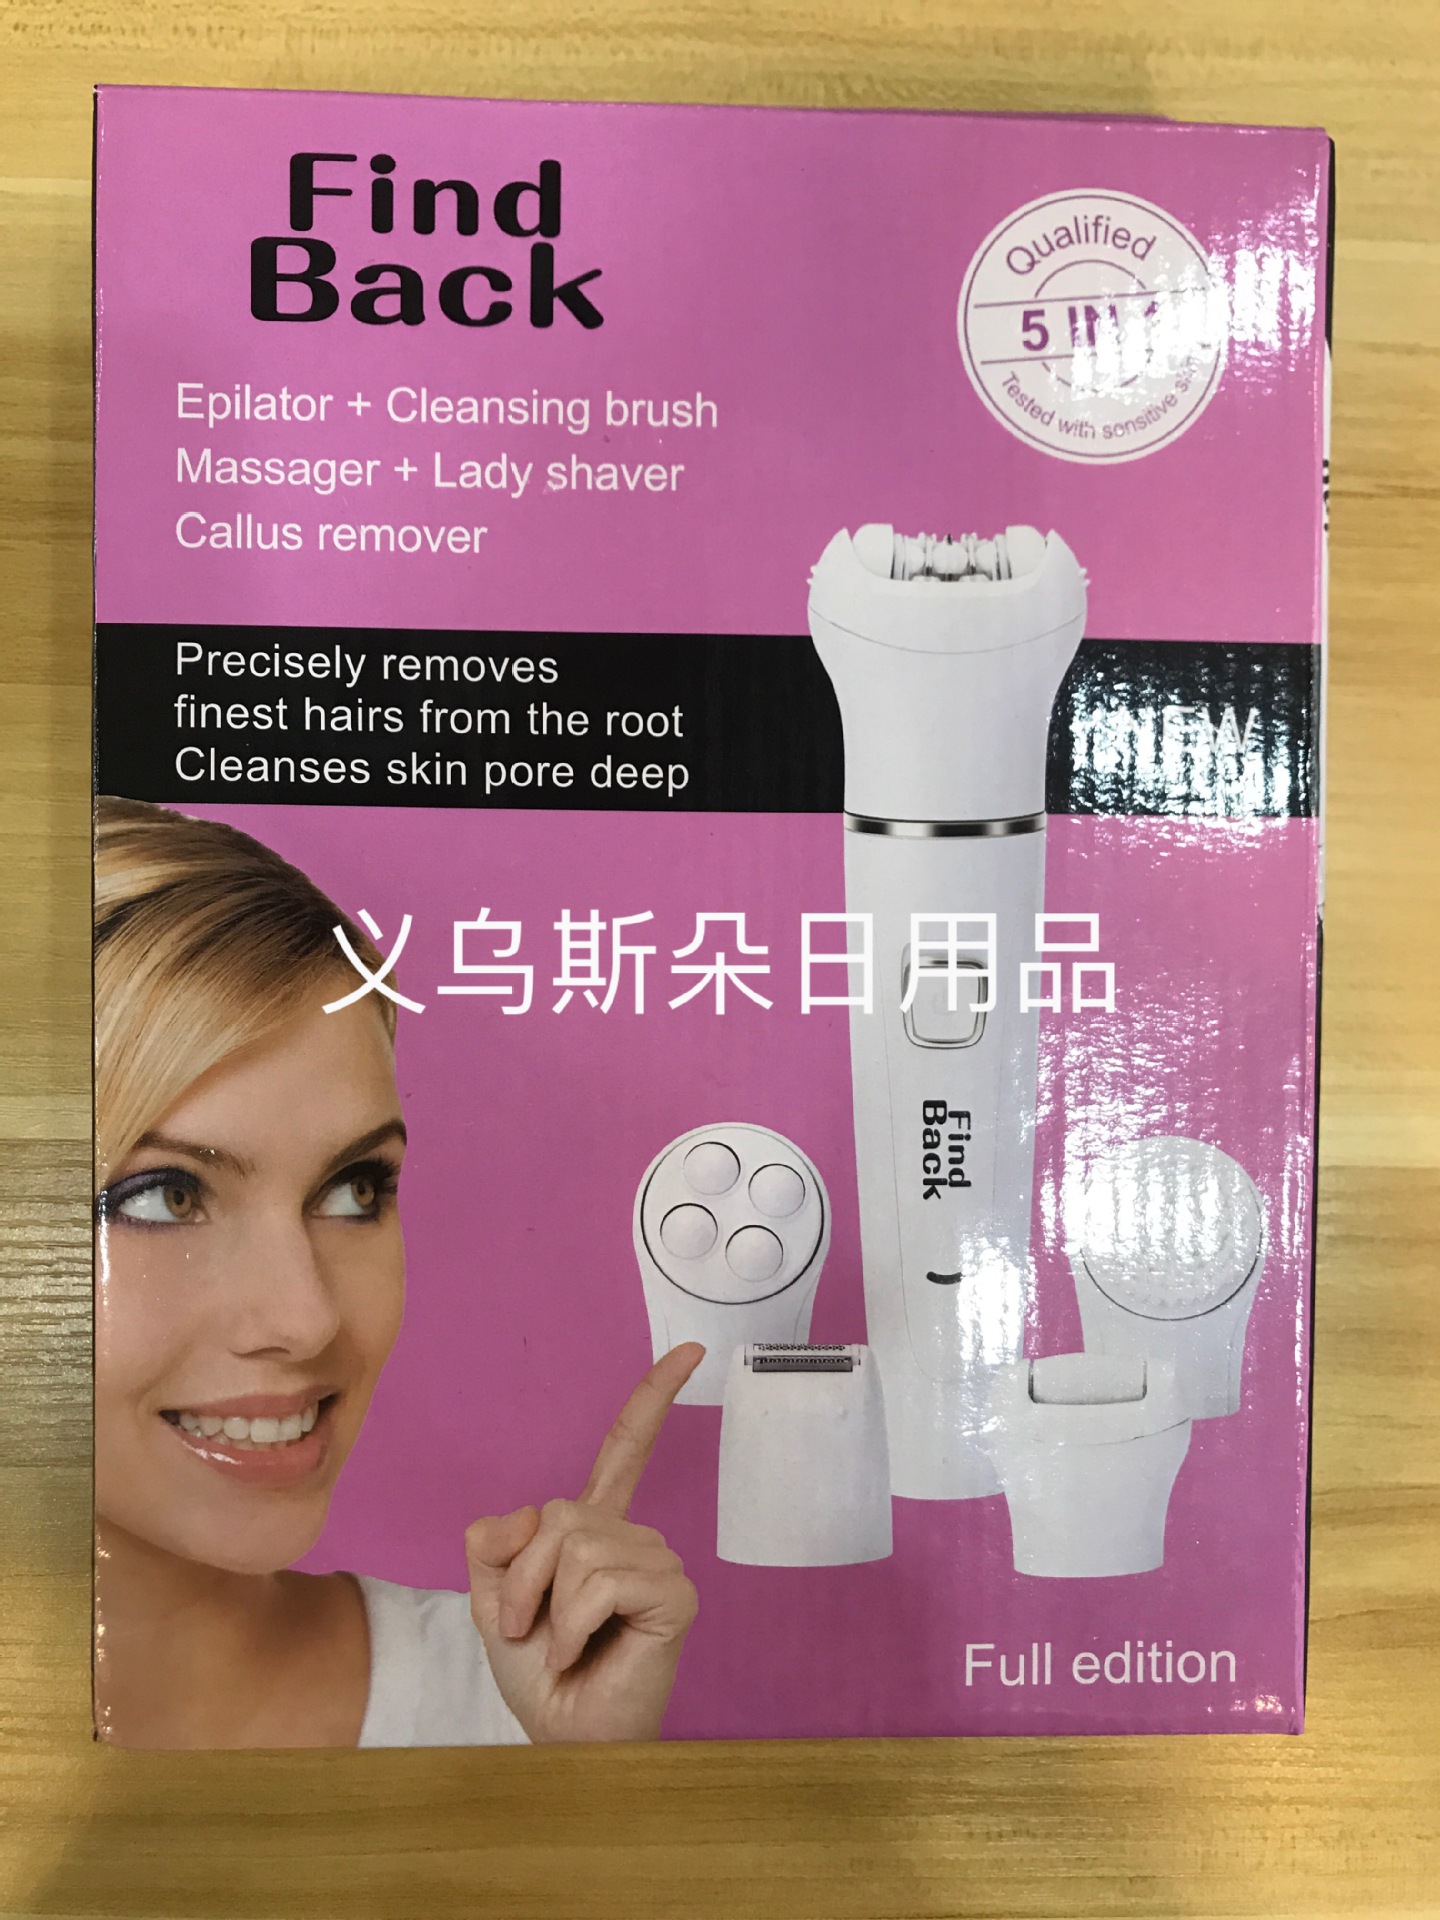 Find
Back
Qualified
5 IN
Tested with sensitive
Epilator + Cleansing brush
Massager + Lady shaver
Callus remover
Precisely removes
finest hairs from the root
Cleanses skin pore deep
NEW
义乌斯朵日用品
Find
Back
Full edition